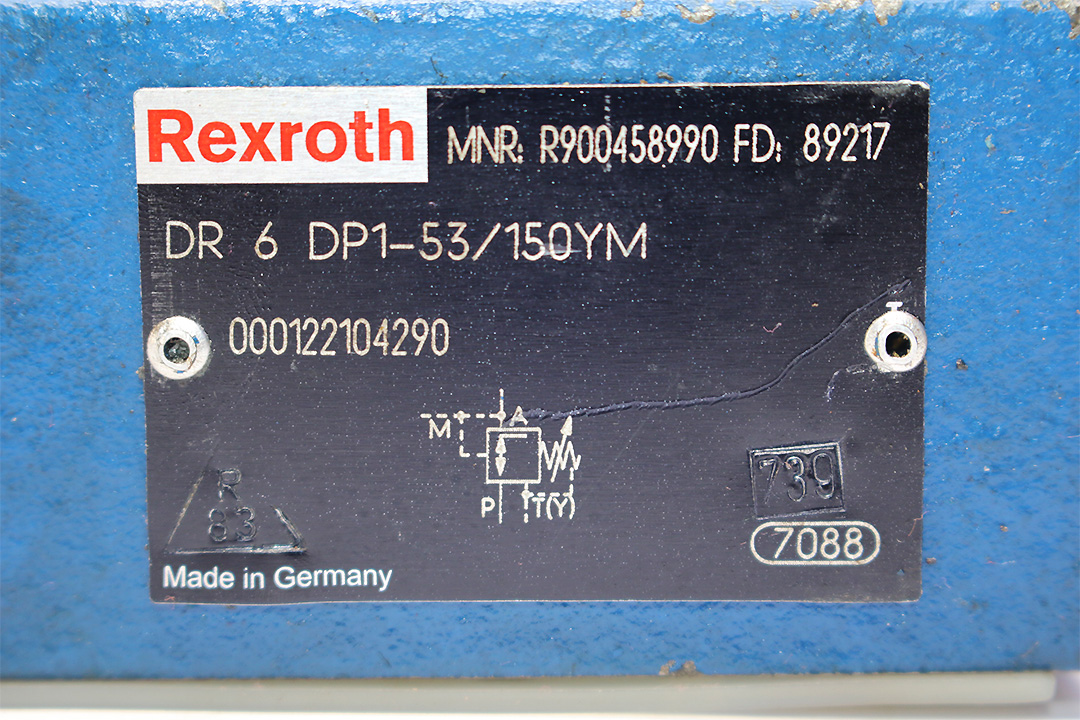 Rexroth MNR: R900458990 FD: 89217
DR 6 DP1-53/150YM
000122104290
A
M
P T(Y)
739
R
83
7088
Made in Germany